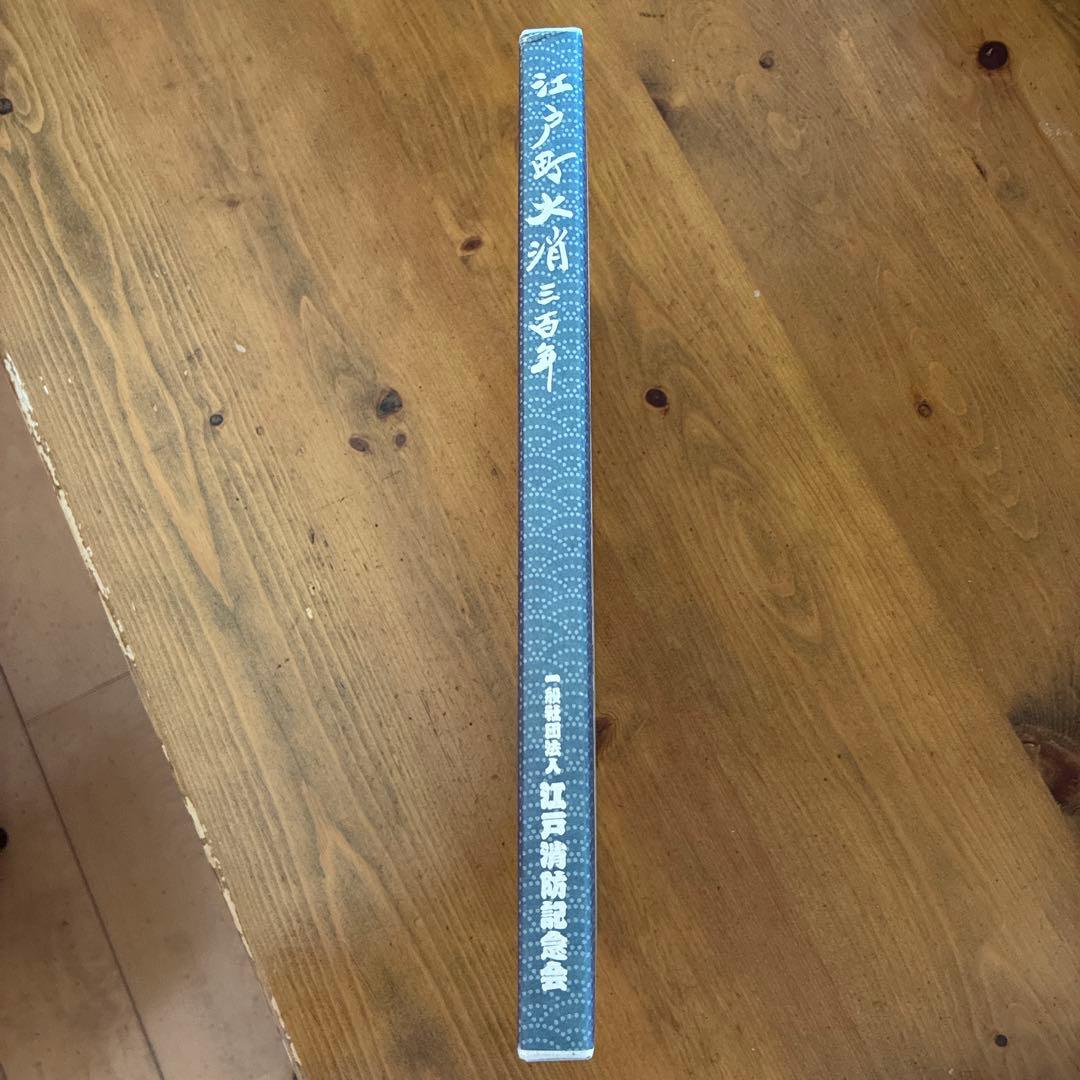 江戸町火消三百年
一般社団法人 江戸消防記念会